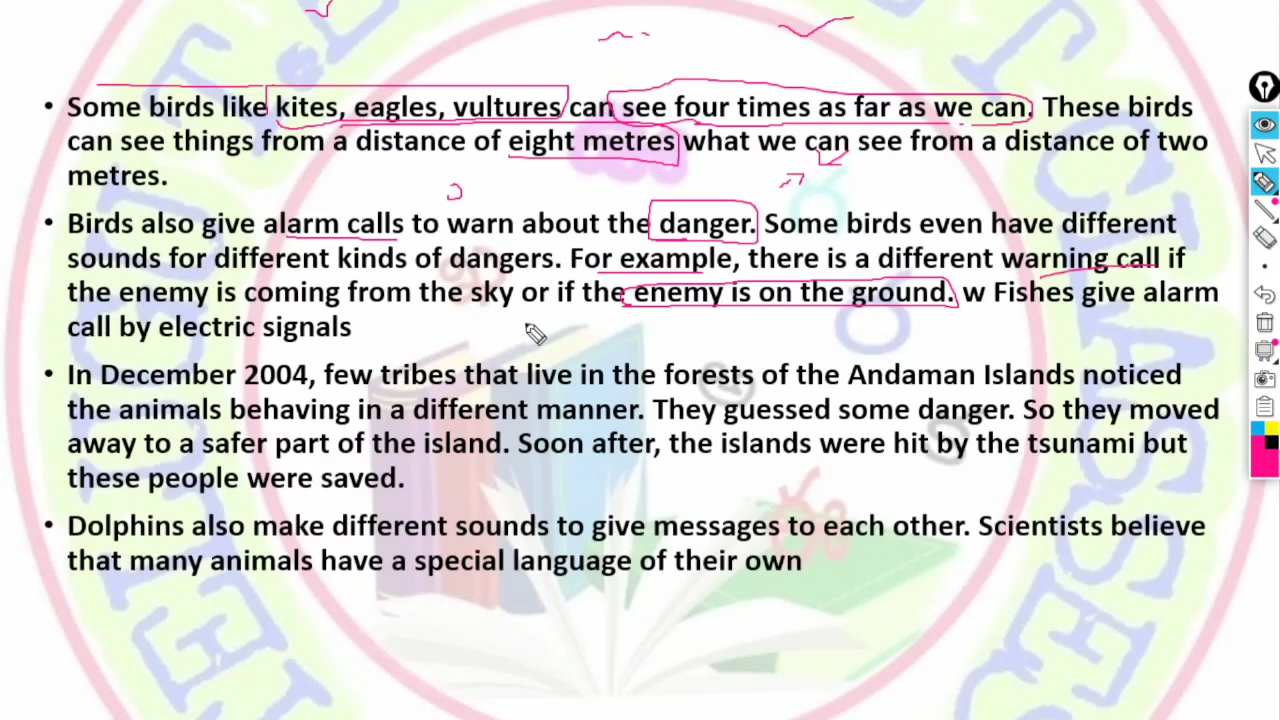 • Some birds like kites, eagles, vultures can see four times as far as we can. These birds
can see things from a distance of eight metres what we can see from a distance of two
metres.
• Birds also give alarm calls to warn about the danger. Some birds even have different
sounds for different kinds of dangers. For example, there is a different warning call if
the enemy is coming from the sky or if the enemy is on the ground. w Fishes give alarm
call by electric signals
• In December 2004, few tribes that live in the forests of the Andaman Islands noticed
the animals behaving in a different manner. They guessed some danger. So they moved
away to a safer part of the island. Soon after, the islands were hit by the tsunami but
these people were saved.
• Dolphins also make different sounds to give messages to each other. Scientists believe
that many animals have a special language of their own